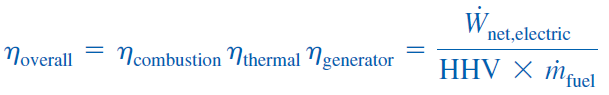 η_overall = η_combustion η_thermal η_generator = Ẇ_net,electric / (HHV × ṁ_fuel)